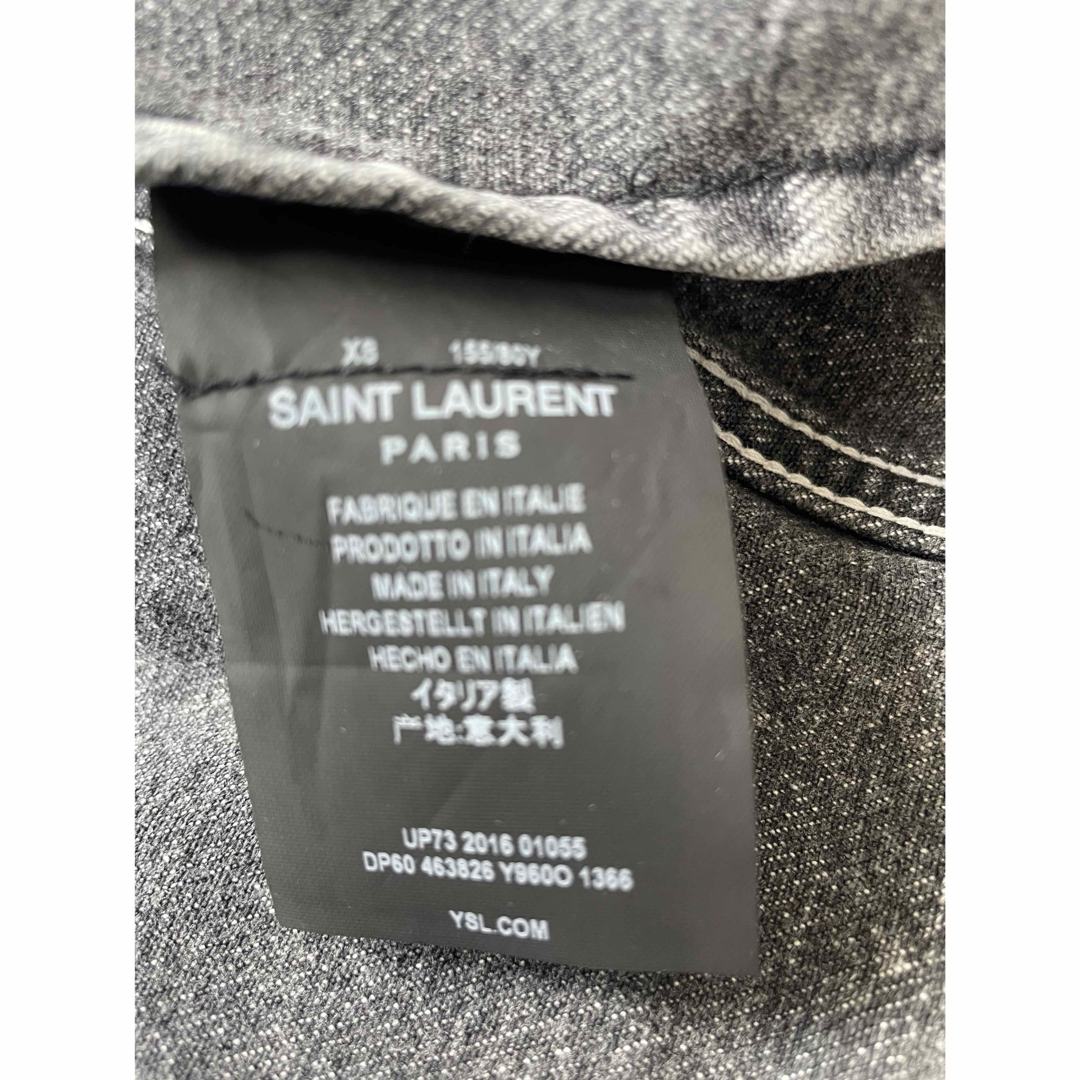 XS 155/80Y
SAINT LAURENT
PARIS
FABRIQUE EN ITALIE
PRODOTTO IN ITALIA
MADE IN ITALY
HERGESTELLT IN ITALIEN
HECHO EN ITALIA
イタリア製
产地:意大利
UP73 2016 01055
DP60 463826 Y960O 1366
YSL.COM